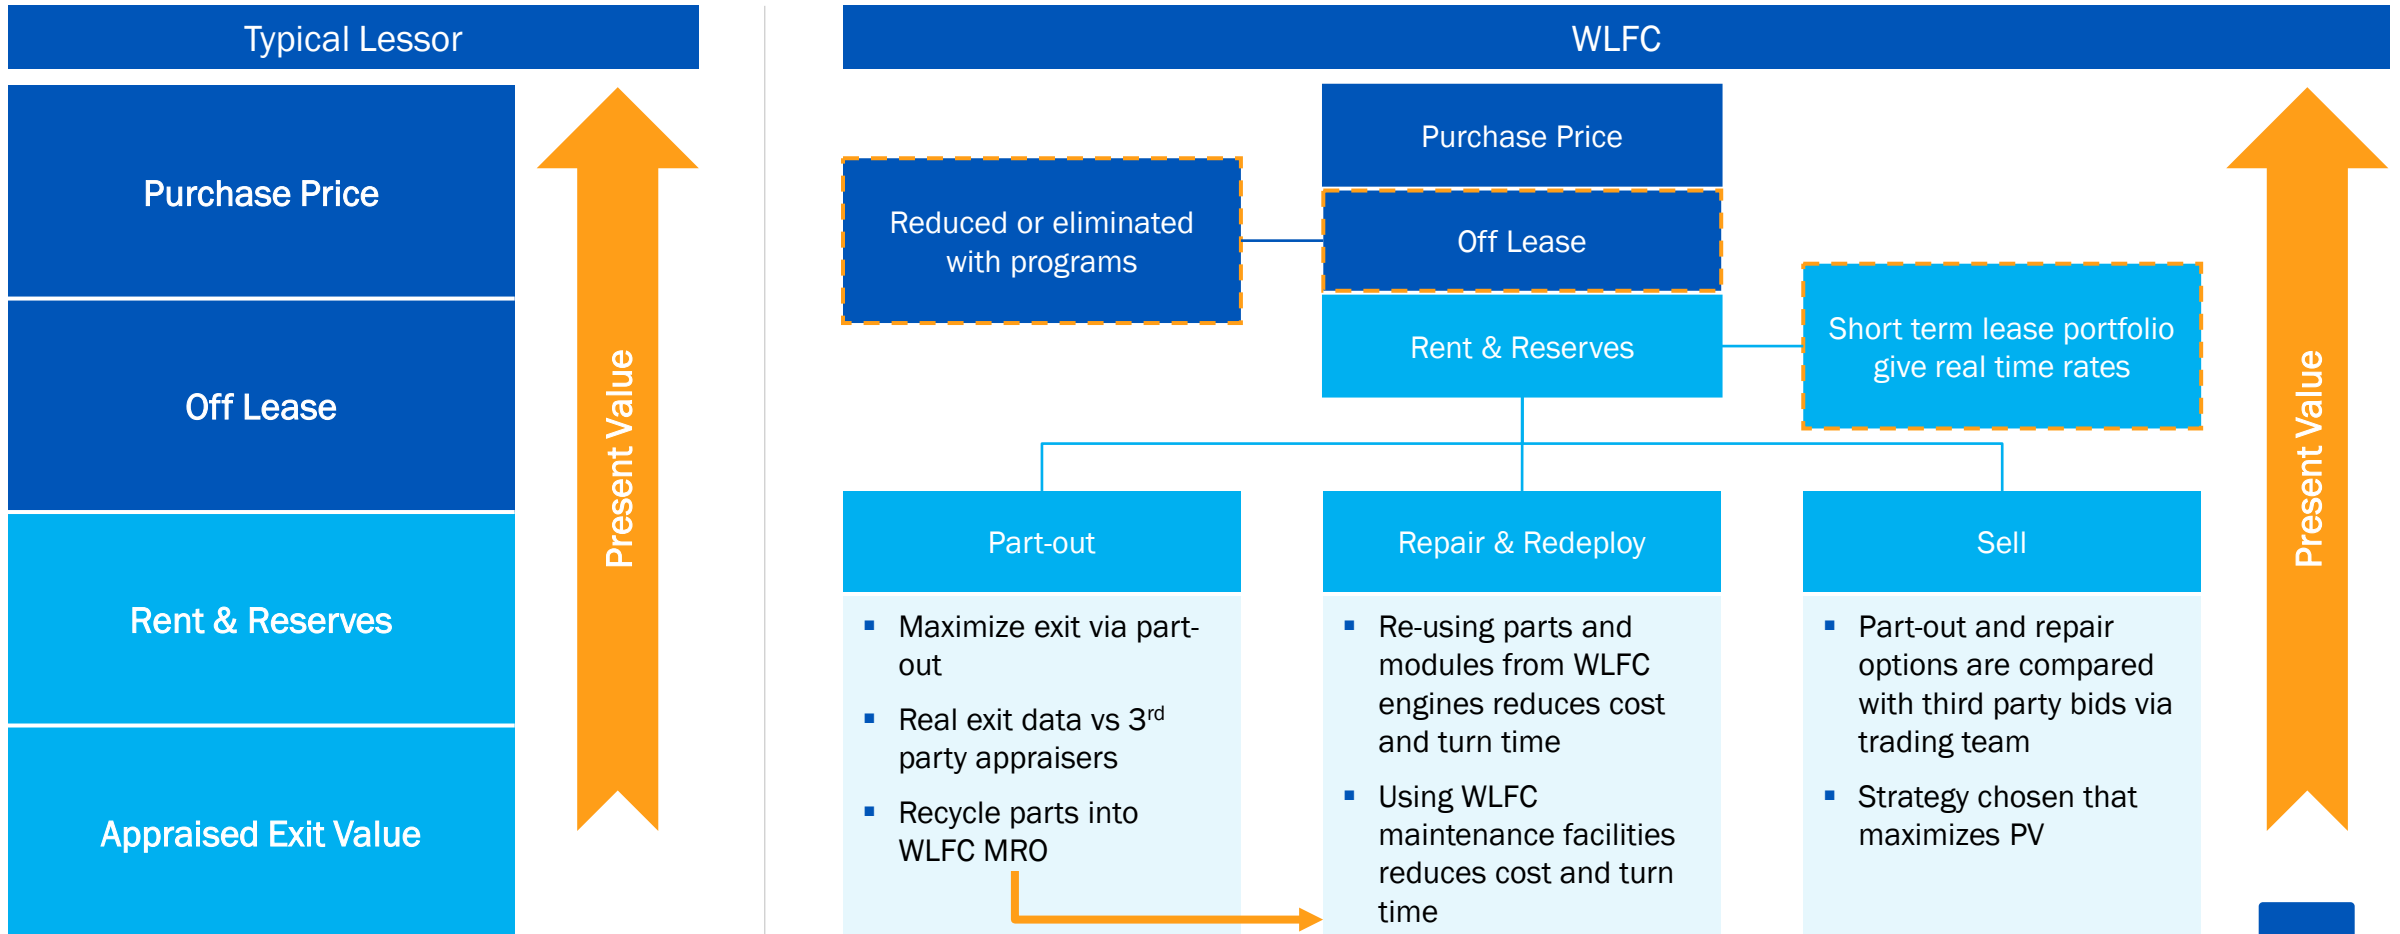 Typical Lessor
Purchase Price
Off Lease
Rent & Reserves
Appraised Exit Value
Present Value
WLFC
Purchase Price
Reduced or eliminated
with programs
Off Lease
Rent & Reserves
Short term lease portfolio
give real time rates
Part-out
▪ Maximize exit via part-
out
▪ Real exit data vs 3rd
party appraisers
▪ Recycle parts into
WLFC MRO
Repair & Redeploy
▪ Re-using parts and
modules from WLFC
engines reduces cost
and turn time
▪ Using WLFC
maintenance facilities
reduces cost and turn
time
Sell
▪ Part-out and repair
options are compared
with third party bids via
trading team
▪ Strategy chosen that
maximizes PV
Present Value